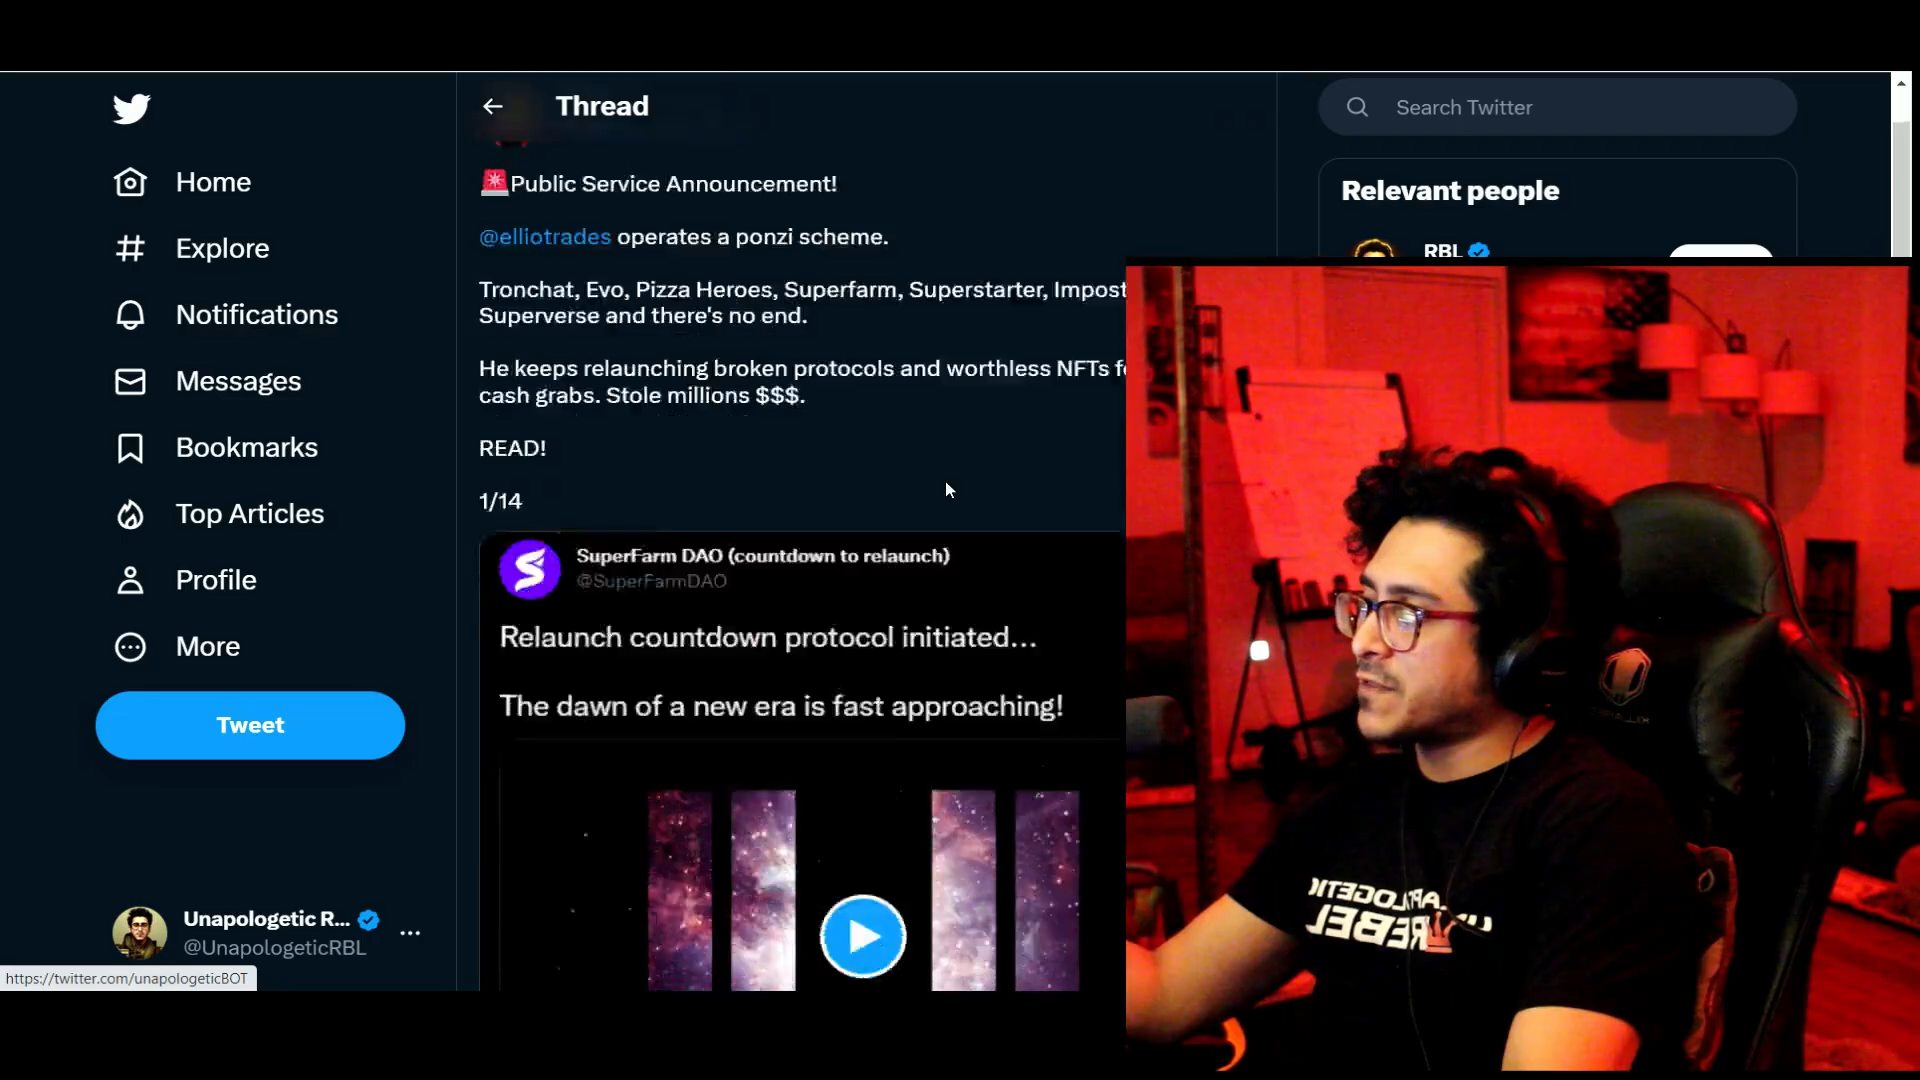 Thread
Search Twitter
Home
Explore
Notifications
Messages
Bookmarks
Top Articles
Profile
More
Tweet
Unapologetic R...
@UnapologeticRBL
https://twitter.com/unapologeticBOT
Public Service Announcement!
@elliotrades operates a ponzi scheme.
Tronchat, Evo, Pizza Heroes, Superfarm, Superstarter, Impost
Superverse and there's no end.
He keeps relaunching broken protocols and worthless NFTs f
cash grabs. Stole millions $$$.
READ!
1/14
SuperFarm DAO (countdown to relaunch)
@SuperFarmDAO
Relaunch countdown protocol initiated...
The dawn of a new era is fast approaching!
Relevant people
RBL
UNAPOLOGETIC
REBEL